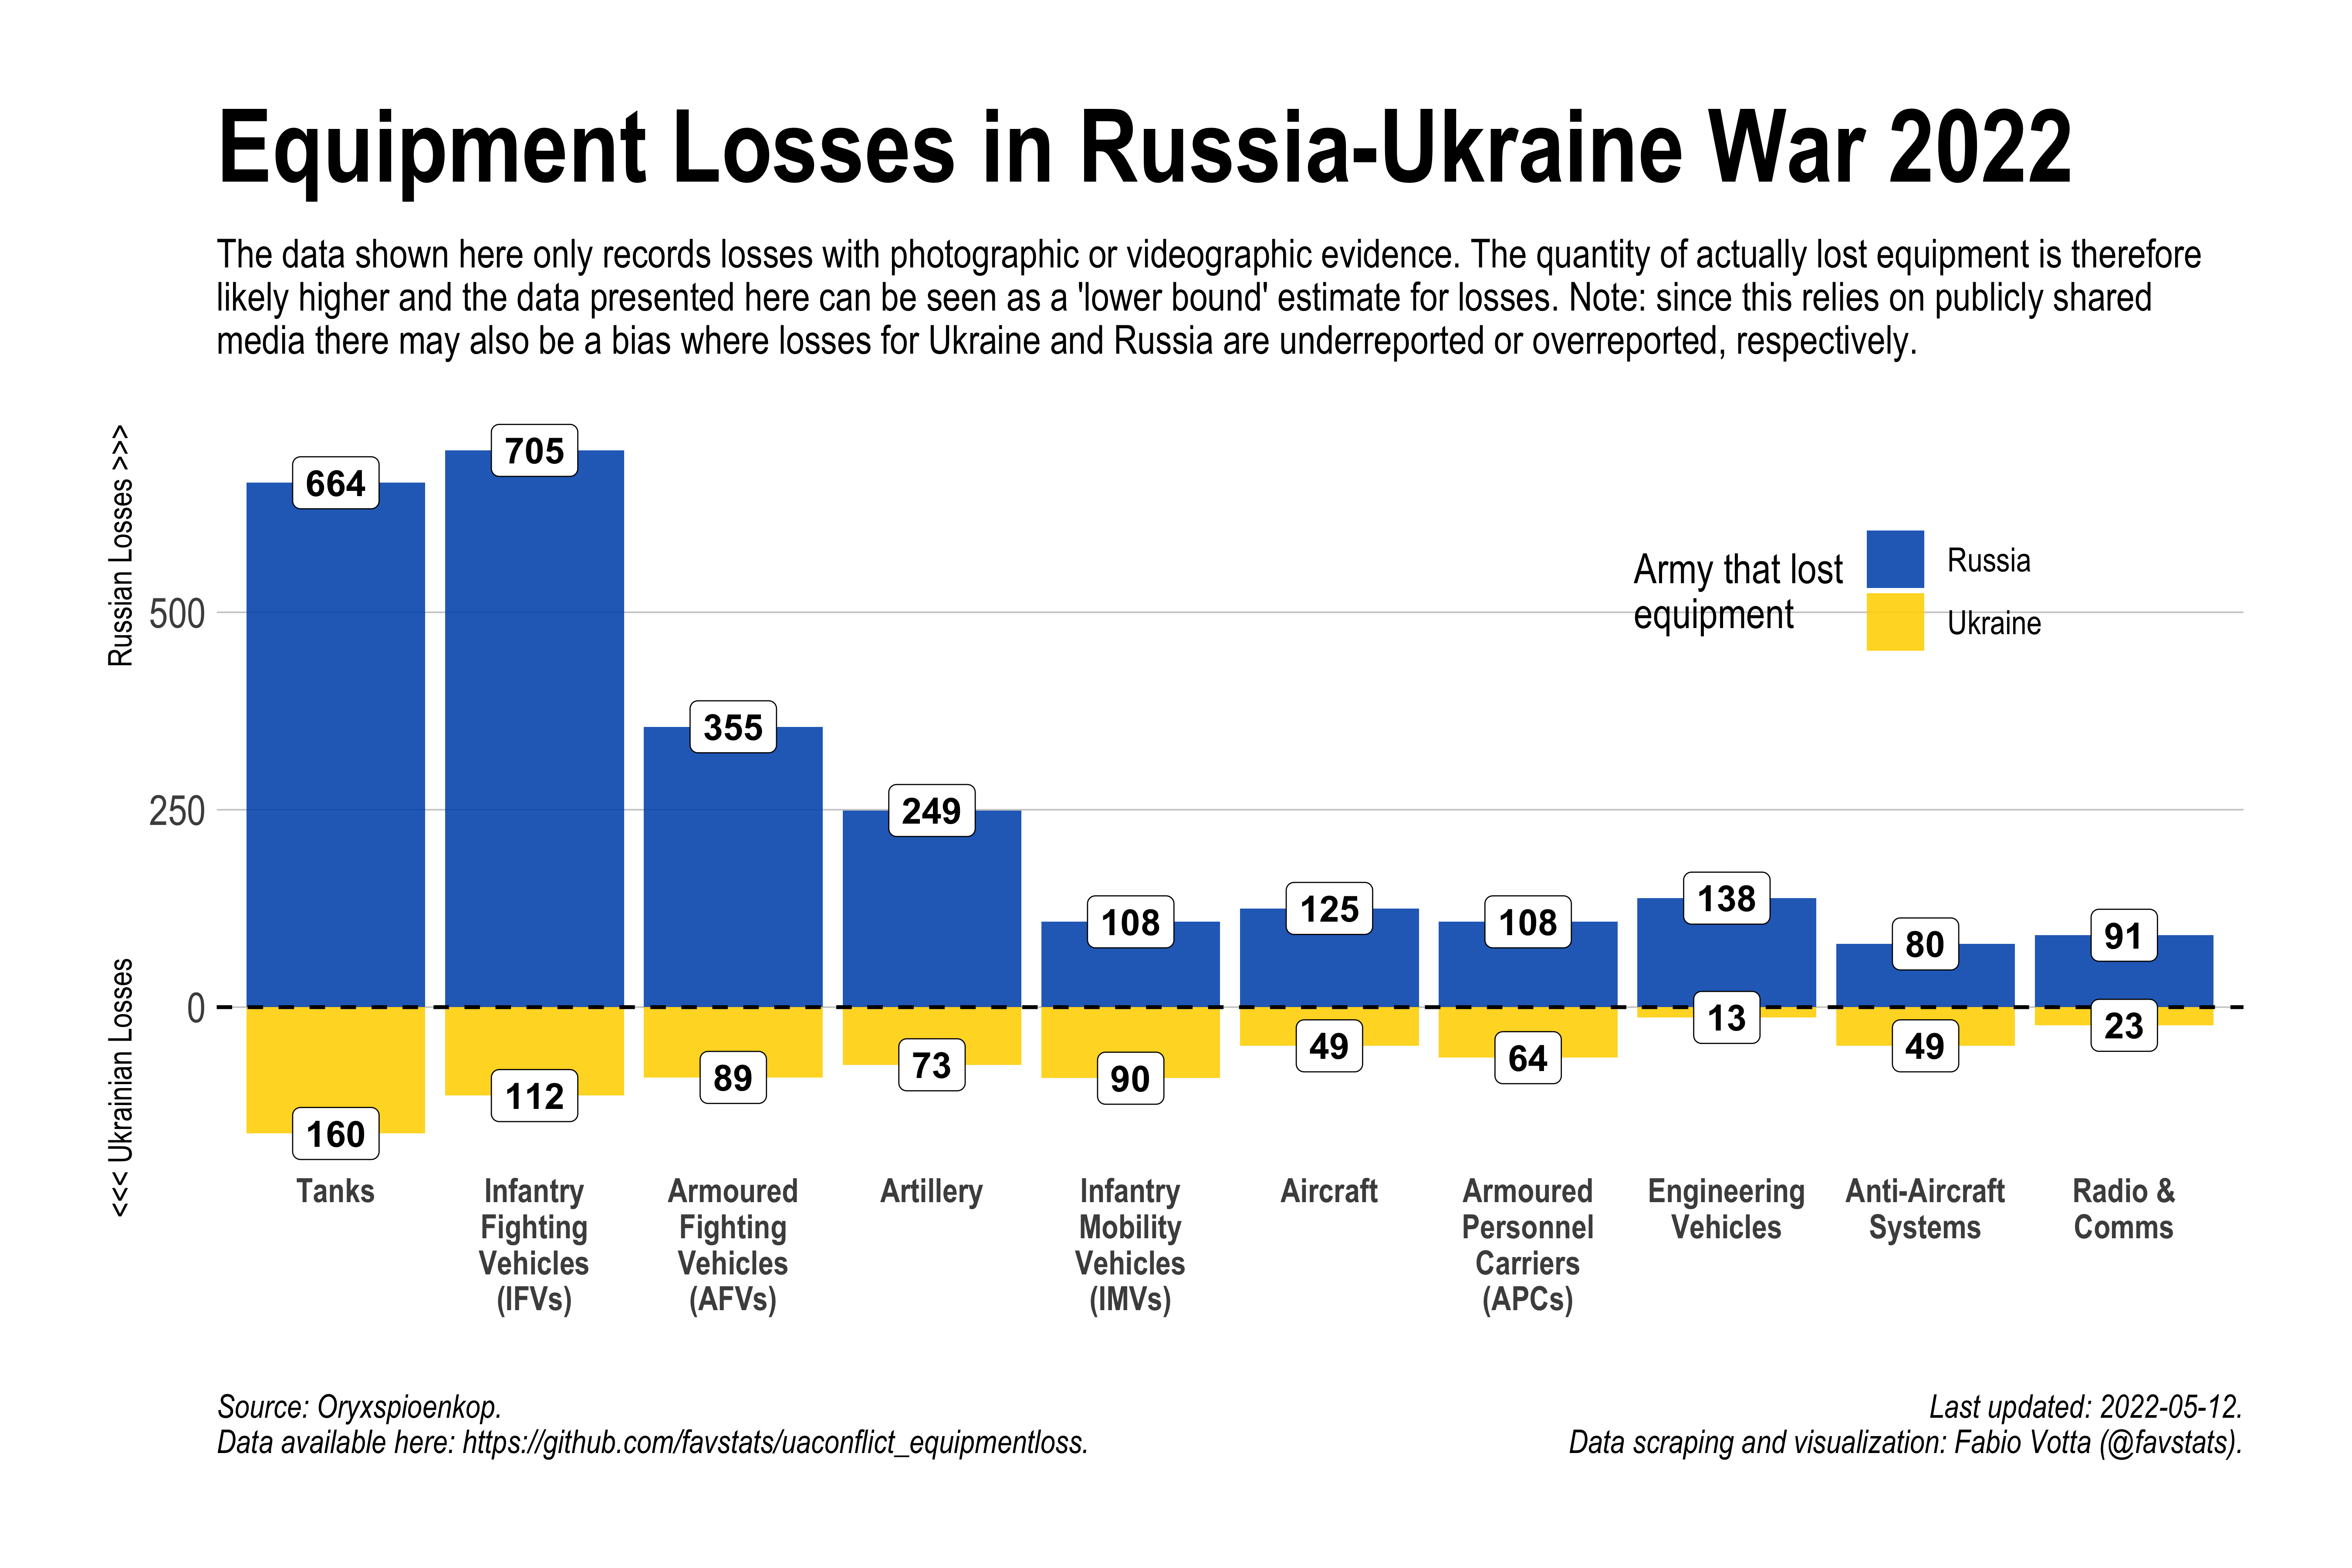 Equipment Losses in Russia-Ukraine War 2022
The data shown here only records losses with photographic or videographic evidence. The quantity of actually lost equipment is therefore
likely higher and the data presented here can be seen as a 'lower bound' estimate for losses. Note: since this relies on publicly shared
media there may also be a bias where losses for Ukraine and Russia are underreported or overreported, respectively.
Russian Losses >>>
<<< Ukrainian Losses
500
250
0
Army that lost
equipment
Russia
Ukraine
664
705
355
249
108
125
108
138
80
91
160
112
89
73
90
49
64
13
49
23
Tanks
Infantry
Fighting
Vehicles
(IFVs)
Armoured
Fighting
Vehicles
(AFVs)
Artillery
Infantry
Mobility
Vehicles
(IMVs)
Aircraft
Armoured
Personnel
Carriers
(APCs)
Engineering
Vehicles
Anti-Aircraft
Systems
Radio &
Comms
Source: Oryxspioenkop.
Data available here: https://github.com/favstats/uaconflict_equipmentloss.
Last updated: 2022-05-12.
Data scraping and visualization: Fabio Votta (@favstats).